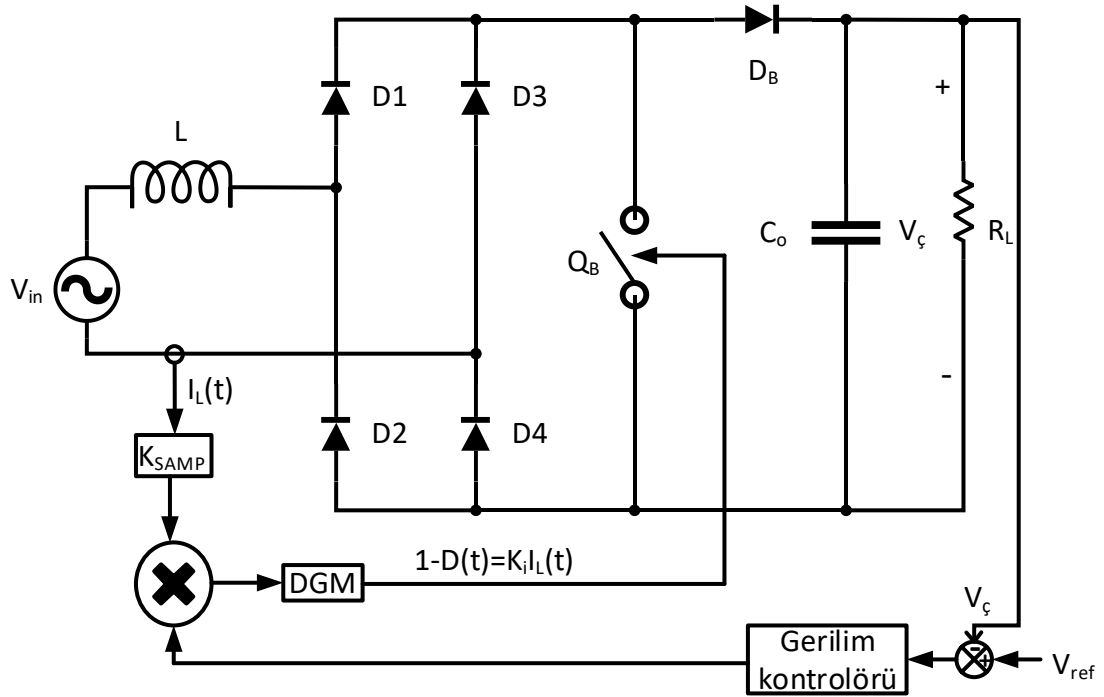 D_B
D1
D3
+
L
C_o
V_ç
R_L
Q_B
V_in
-
I_L(t)
D2
D4
K_SAMP
1-D(t)=K_iI_L(t)
DGM
V_ç
Gerilim
kontrolörü
-
+
V_ref